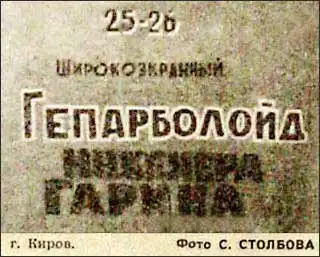 25-26
ШИРОКОЭКРАННЫЙ
ГЕПАРБОЛОЙД
ИНЖЕНЕРА
ГАРИНА
г. Киров. Фото С. СТОЛБОВА